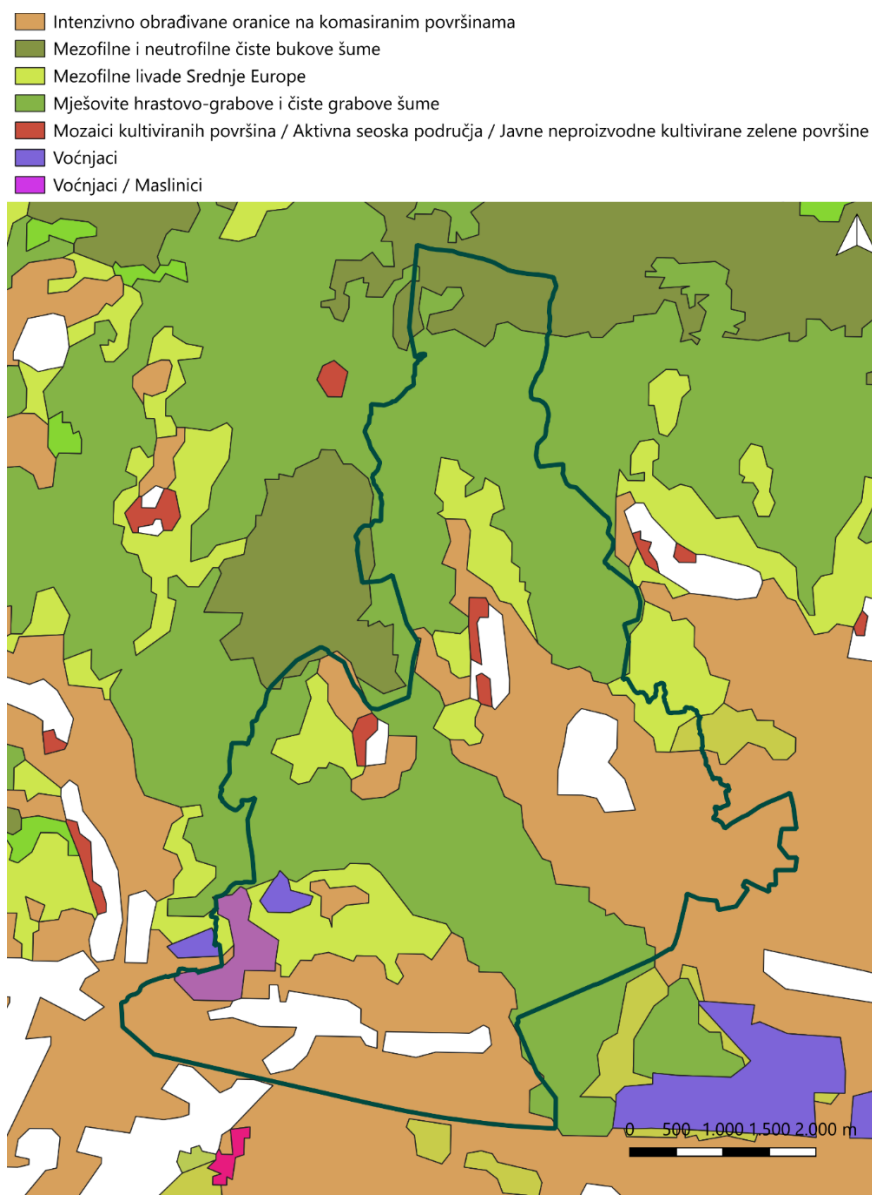 Intenzivno obrađivane oranice na komasiranim površinama
Mezofilne i neutrofilne čiste bukove šume
Mezofilne livade Srednje Europe
Mješovite hrastovo-grabove i čiste grabove šume
Mozaici kultiviranih površina / Aktivna seoska područja / Javne neproizvodne kultivirane zelene površine
Voćnjaci
Voćnjaci / Maslinici
0 500 1.000 1.500 2.000 m